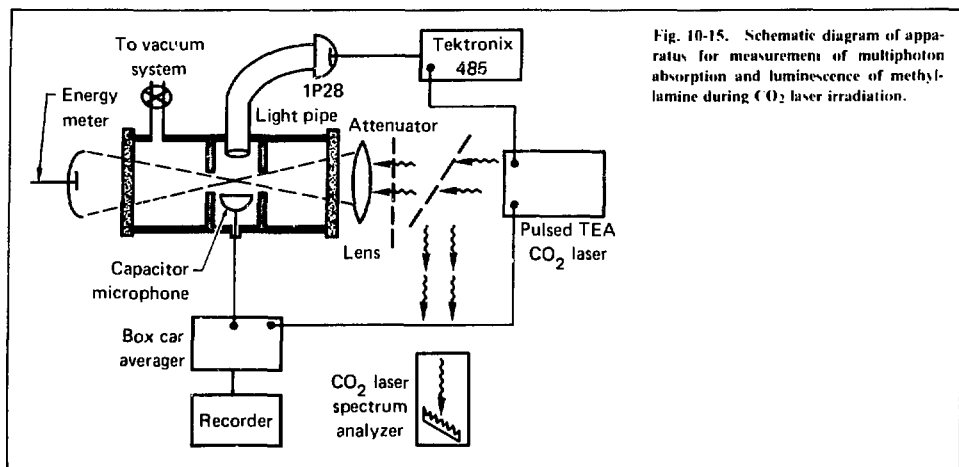 To vacuum
system
Energy
meter
1P28
Light pipe
Tektronix
485
Attenuator
Lens
Pulsed TEA
CO₂ laser
Capacitor
microphone
Box car
averager
Recorder
CO₂ laser
spectrum
analyzer
Fig. 10-15. Schematic diagram of appa-
ratus for measurement of multiphoton
absorption and luminescence of methyl-
lamine during CO₂ laser irradiation.